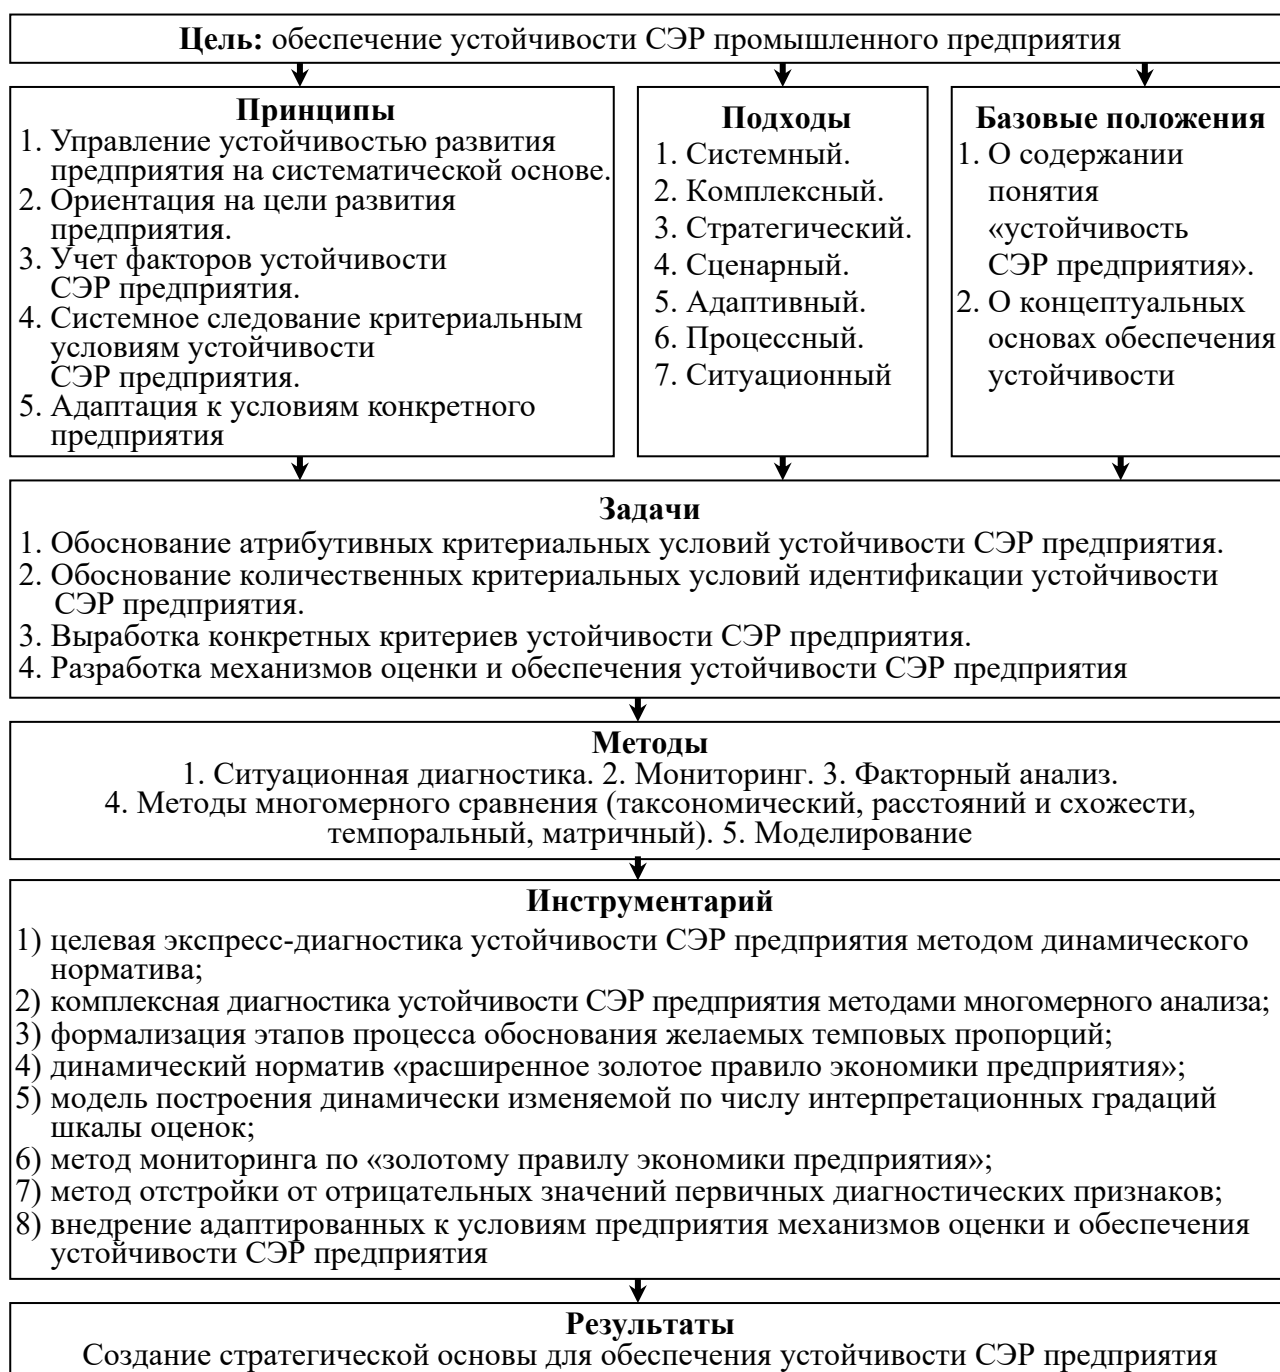 Цель: обеспечение устойчивости СЭР промышленного предприятия
Принципы
1. Управление устойчивостью развития
предприятия на систематической основе.
2. Ориентация на цели развития
предприятия.
3. Учет факторов устойчивости
СЭР предприятия.
4. Системное следование критериальным
условиям устойчивости
СЭР предприятия.
5. Адаптация к условиям конкретного
предприятия
Подходы
1. Системный.
2. Комплексный.
3. Стратегический.
4. Сценарный.
5. Адаптивный.
6. Процессный.
7. Ситуационный
Базовые положения
1. О содержании
понятия
«устойчивость
СЭР предприятия».
2. О концептуальных
основах обеспечения
устойчивости
Задачи
1. Обоснование атрибутивных критериальных условий устойчивости СЭР предприятия.
2. Обоснование количественных критериальных условий идентификации устойчивости
СЭР предприятия.
3. Выработка конкретных критериев устойчивости СЭР предприятия.
4. Разработка механизмов оценки и обеспечения устойчивости СЭР предприятия
Методы
1. Ситуационная диагностика. 2. Мониторинг. 3. Факторный анализ.
4. Методы многомерного сравнения (таксономический, расстояний и схожести,
темпоральный, матричный). 5. Моделирование
Инструментарий
1) целевая экспресс-диагностика устойчивости СЭР предприятия методом динамического
норматива;
2) комплексная диагностика устойчивости СЭР предприятия методами многомерного анализа;
3) формализация этапов процесса обоснования желаемых темповых пропорций;
4) динамический норматив «расширенное золотое правило экономики предприятия»;
5) модель построения динамически изменяемой по числу интерпретационных градаций
шкалы оценок;
6) метод мониторинга по «золотому правилу экономики предприятия»;
7) метод отстройки от отрицательных значений первичных диагностических признаков;
8) внедрение адаптированных к условиям предприятия механизмов оценки и обеспечения
устойчивости СЭР предприятия
Результаты
Создание стратегической основы для обеспечения устойчивости СЭР предприятия